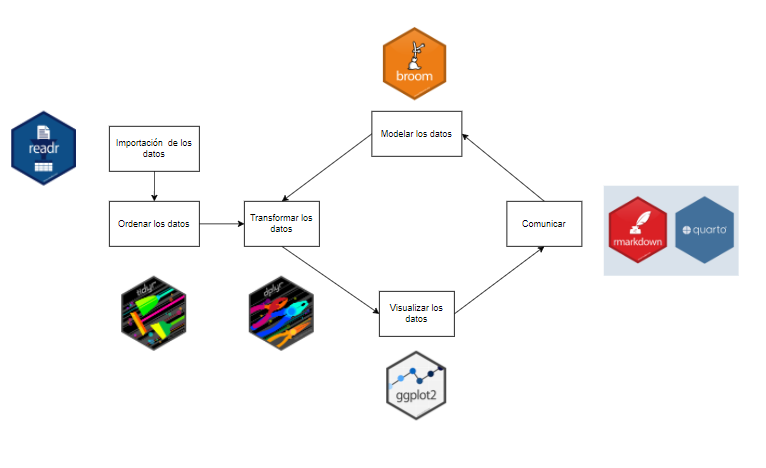 broom
readr
Importación de los
datos
Modelar los datos
Ordenar los datos
Transformar los
datos
Comunicar
rmarkdown
quarto
tidyr
dplyr
Visualizar los
datos
ggplot2